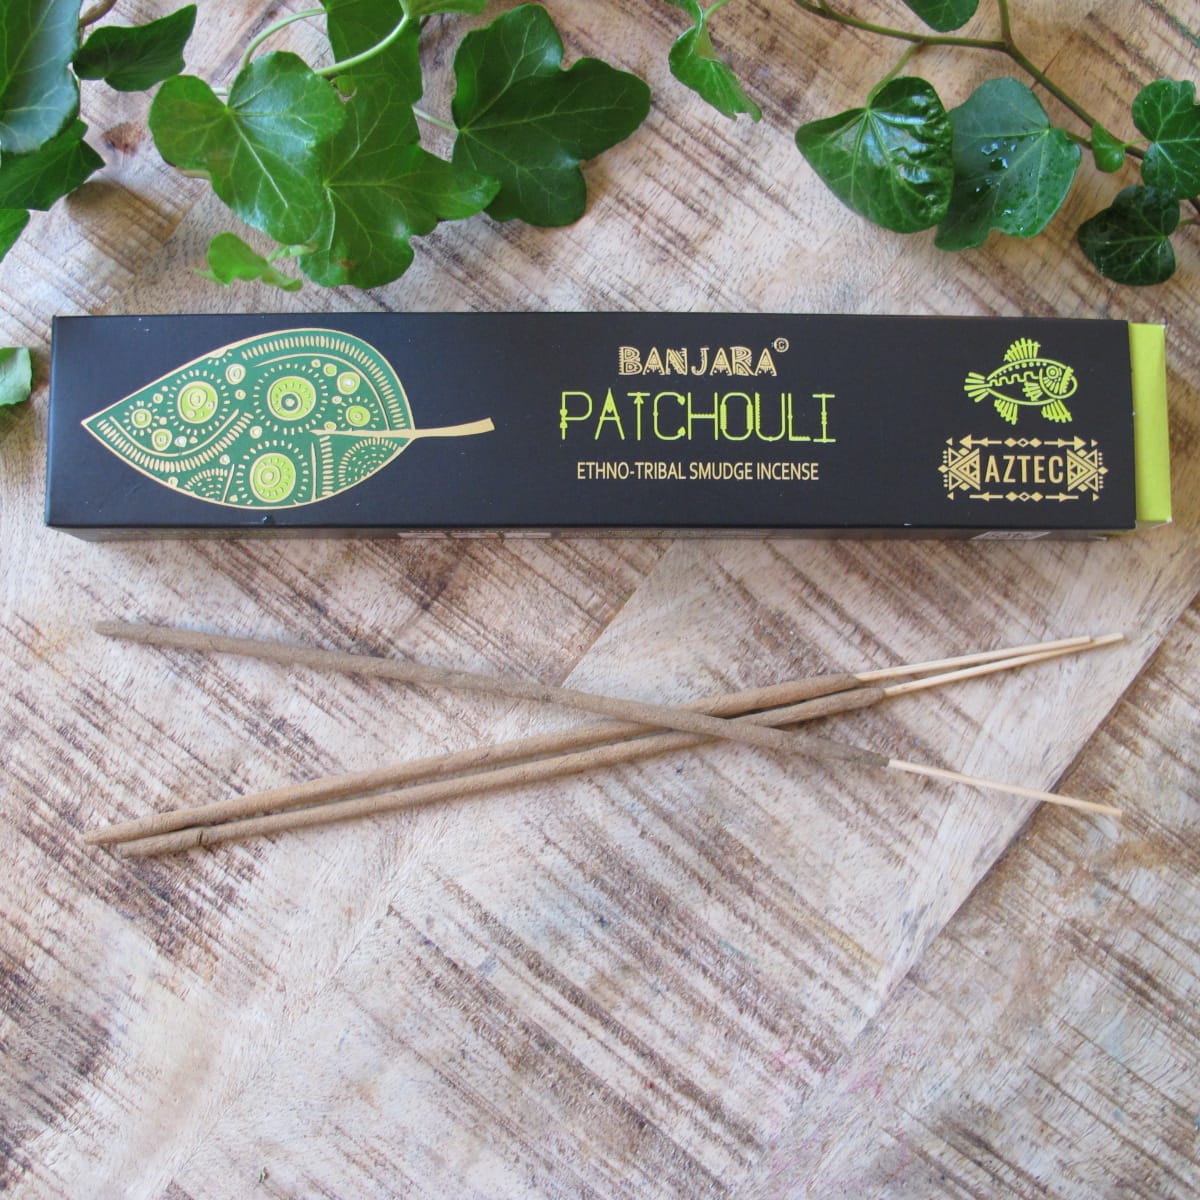 BANJARA©
PATCHOULI
ETHNO-TRIBAL SMUDGE INCENSE
AZTEC